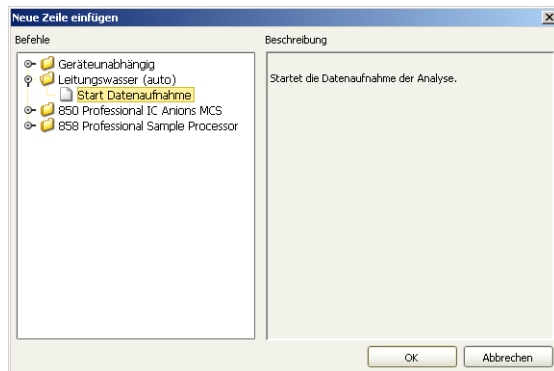 Neue Zeile einfügen
Befehle
Beschreibung
Geräteunabhängig
Leitungswasser (auto)
Start Datenaufnahme
850 Professional IC Anions MCS
858 Professional Sample Processor
Startet die Datenaufnahme der Analyse.
OK
Abbrechen